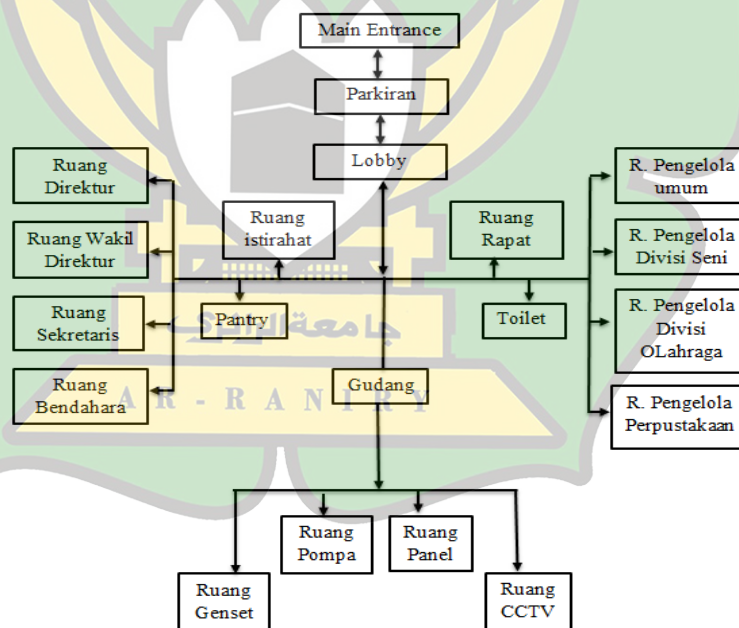 Main Entrance
Parkiran
Lobby
Ruang
Direktur
Ruang Wakil
Direktur
Ruang
Sekretaris
Ruang
Bendahara
Ruang
istirahat
Pantry
Ruang
Rapat
Toilet
R. Pengelola
umum
R. Pengelola
Divisi Seni
R. Pengelola
Divisi
OLahraga
R. Pengelola
Perpustakaan
جامعة الرانري
Gudang
AR-RANIRY
Ruang
Genset
Ruang
Pompa
Ruang
Panel
Ruang
CCTV